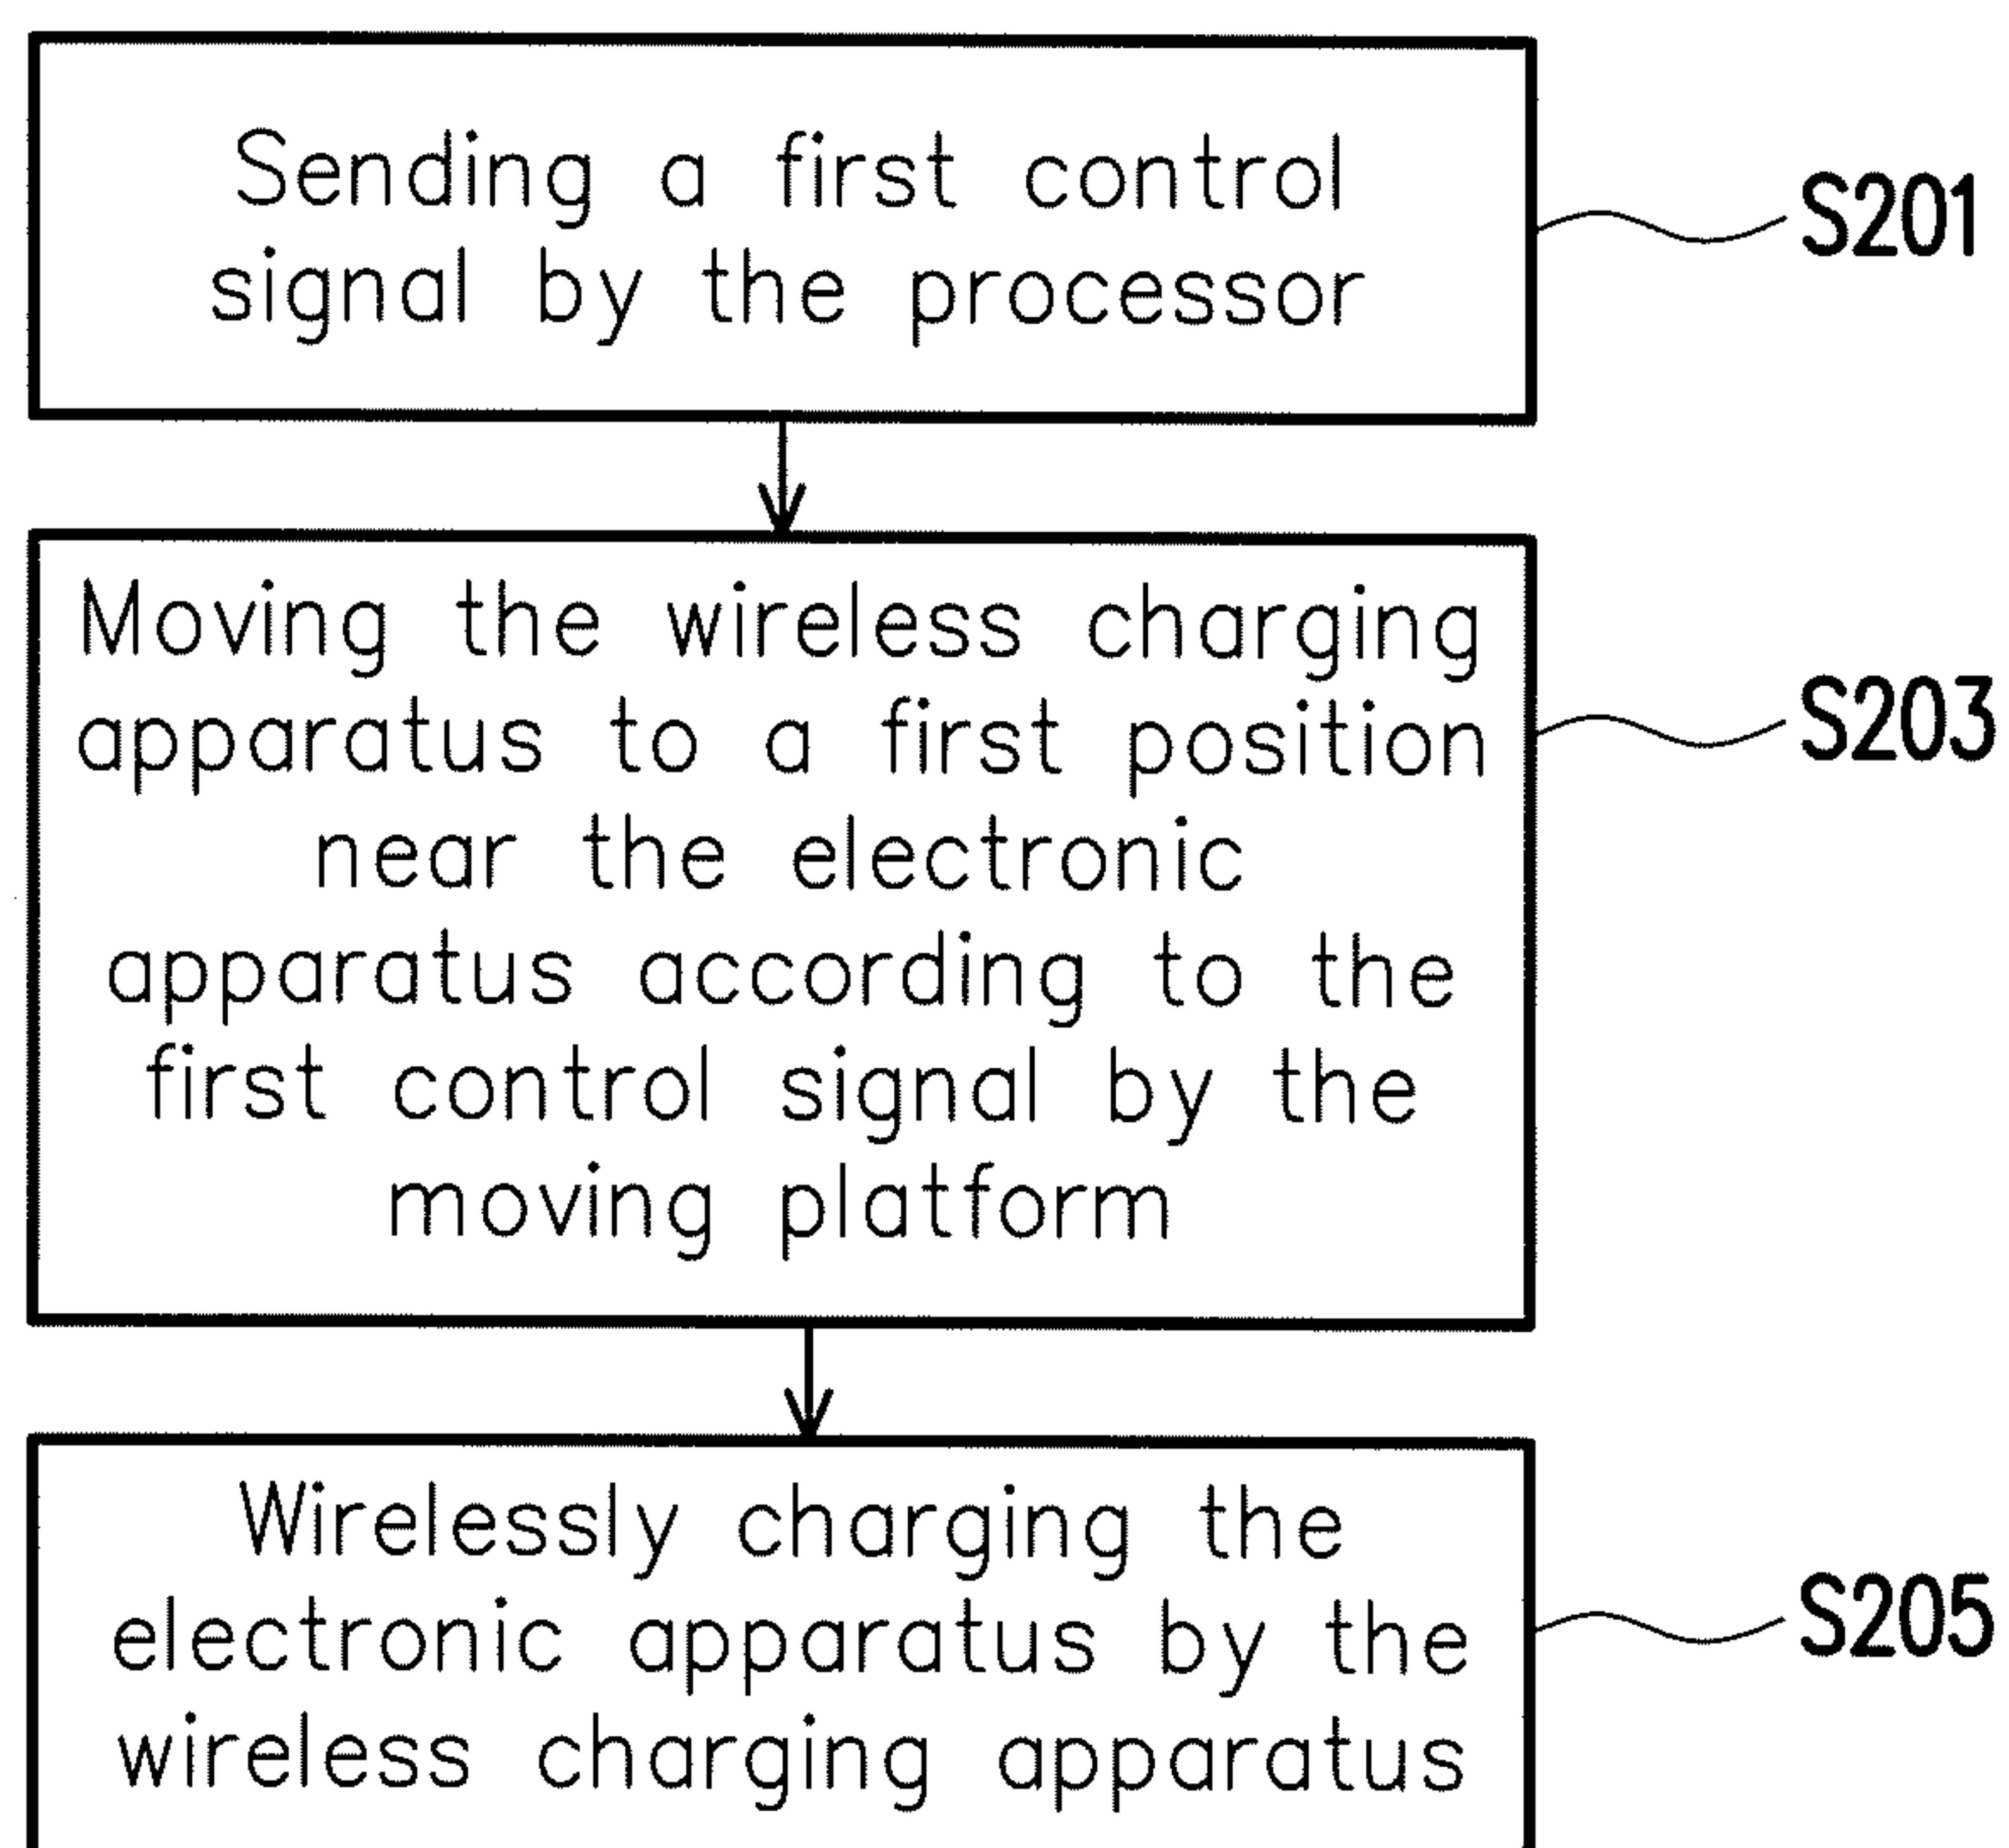 Sending a first control
signal by the processor
S201
Moving the wireless charging
apparatus to a first position
near the electronic
apparatus according to the
first control signal by the
moving platform
S203
Wirelessly charging the
electronic apparatus by the
wireless charging apparatus
S205